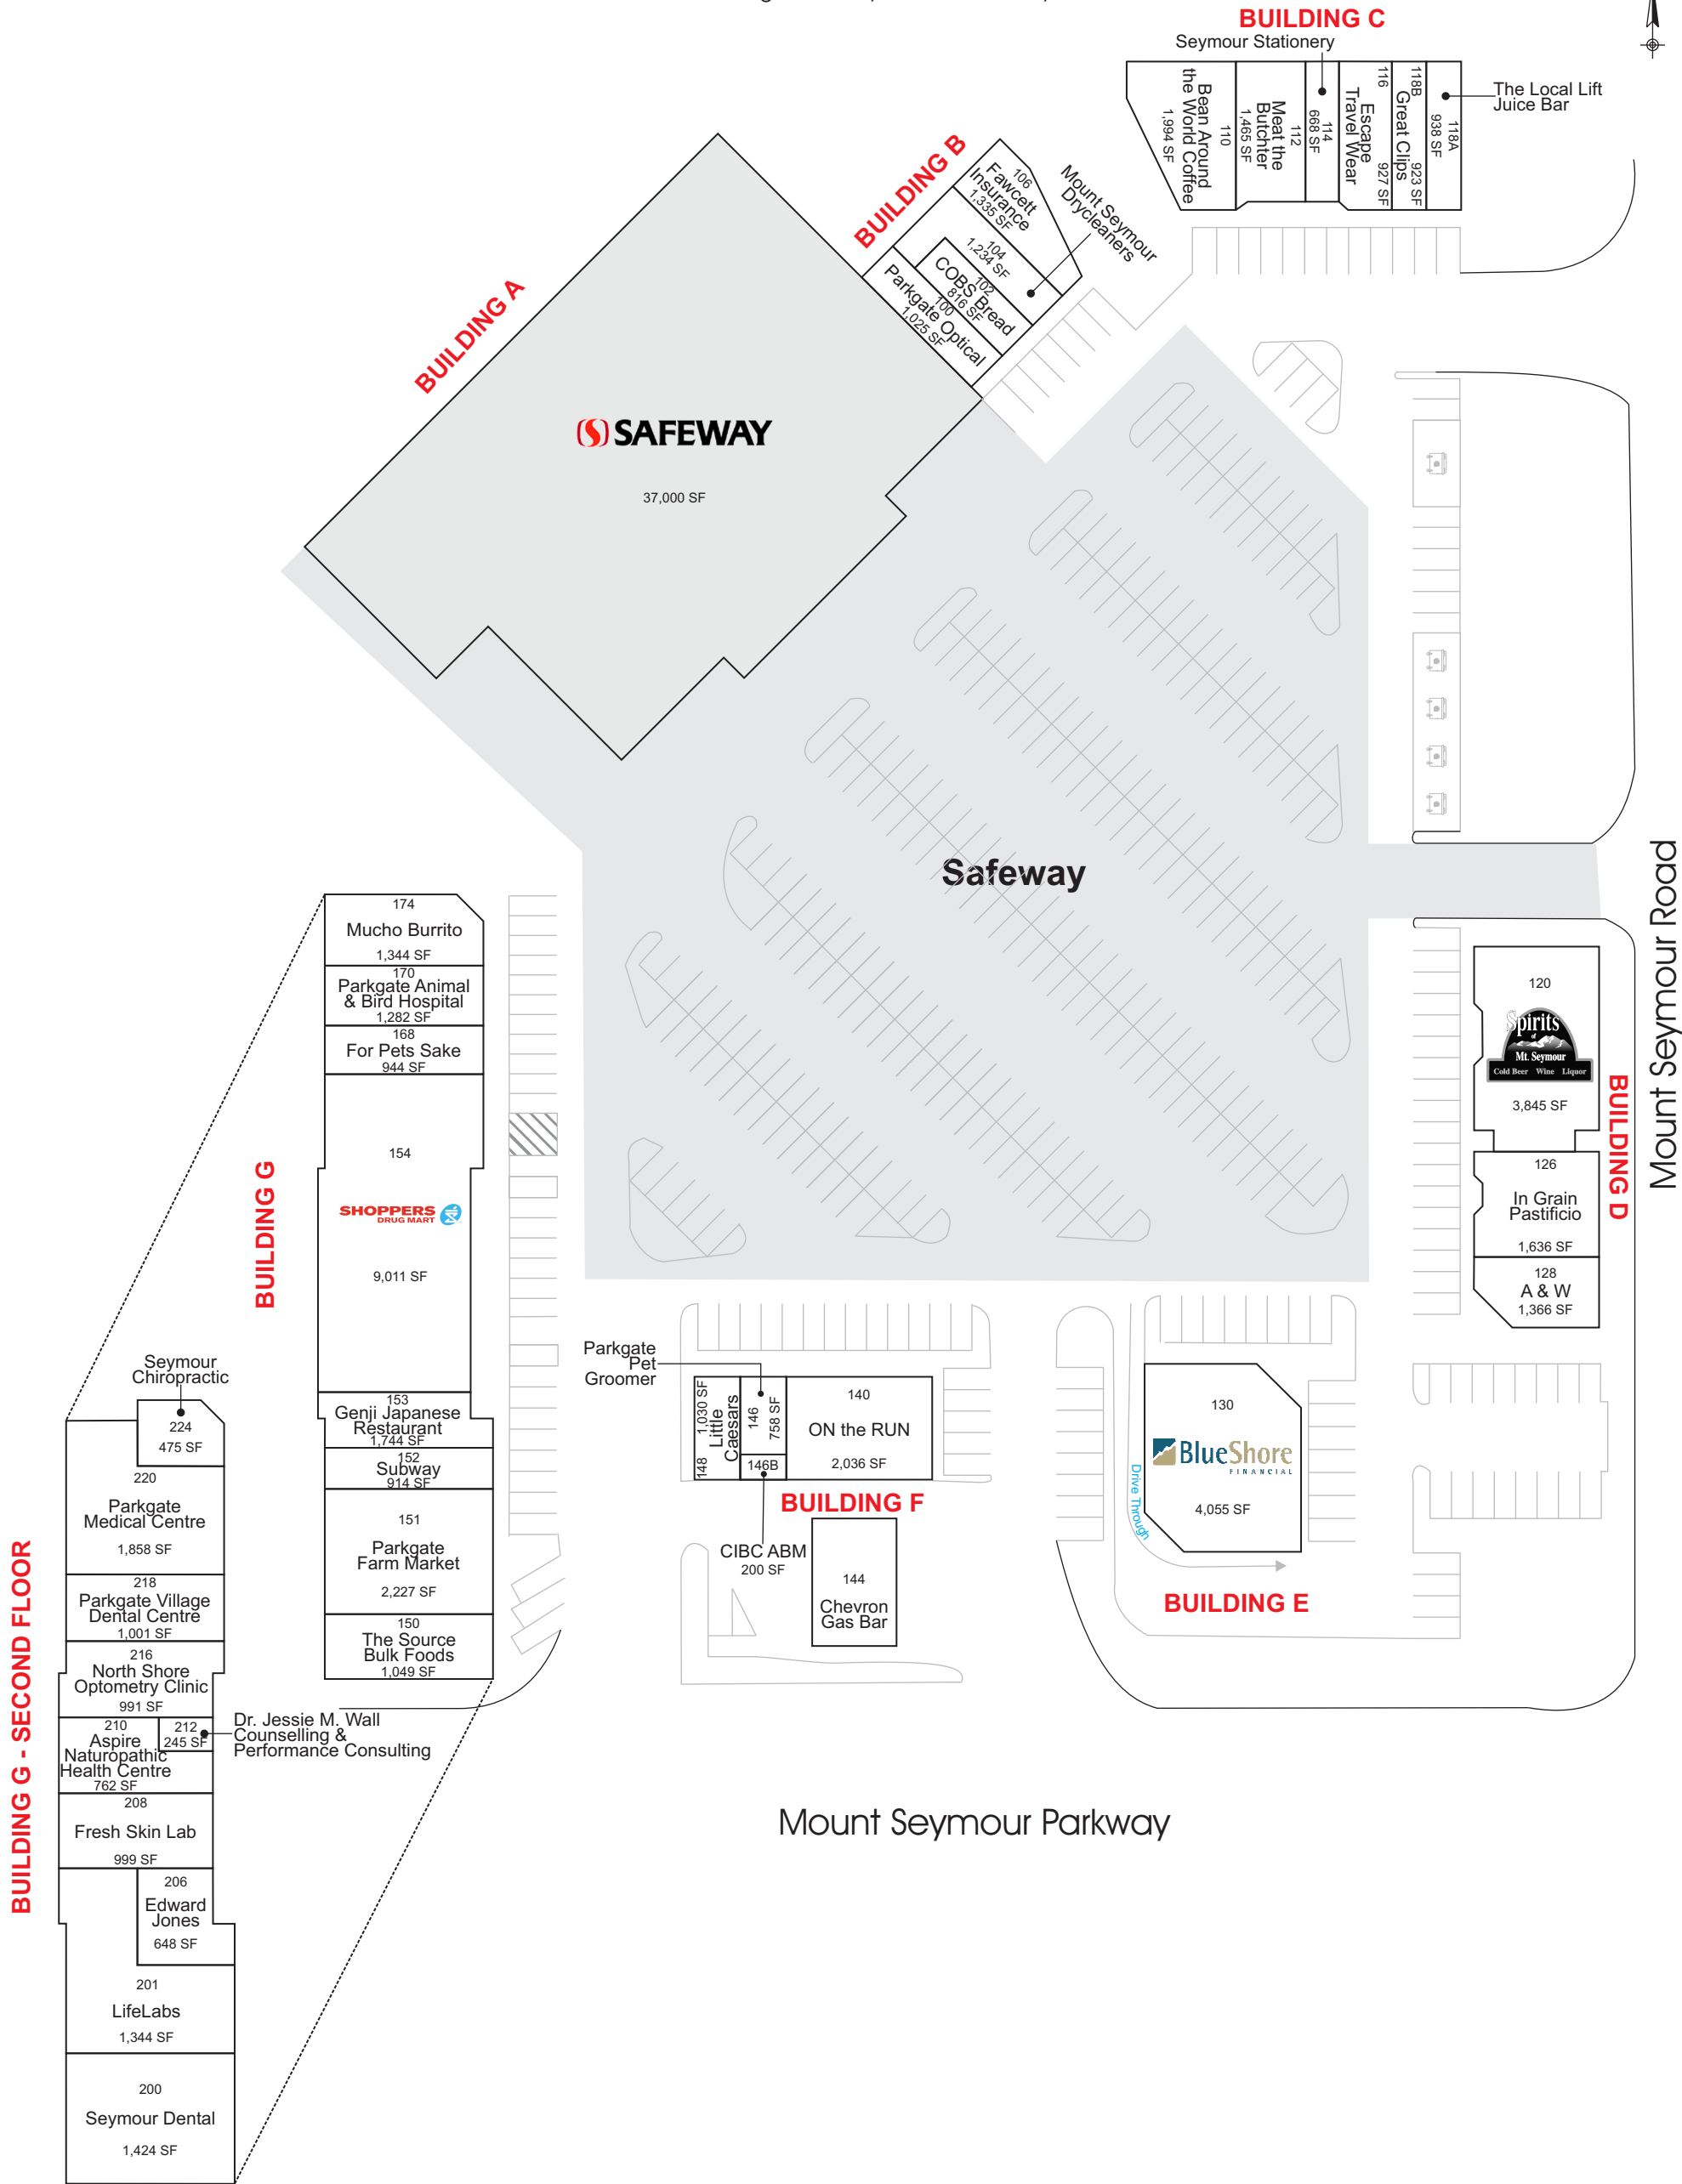 BUILDING C
Seymour Stationery
110
Bean Around
the World Coffee
1,994 SF
112
Meat the
Butchter
1,465 SF
114
668 SF
116
Escape
Travel Wear
927 SF
118B
Great Clips
923 SF
118A
938 SF
The Local Lift
Juice Bar
BUILDING B
106
Fawcett
Insurance
1,335 SF
Mount Seymour
Drycleaners
104
1,234 SF
102
COBS Bread
816 SF
100
Parkgate Optical
1,025 SF
BUILDING A
SAFEWAY
37,000 SF
Safeway
Mount Seymour Road
BUILDING D
120
Spirits
of
Mt. Seymour
Cold Beer Wine Liquor
3,845 SF
126
In Grain
Pastificio
1,636 SF
128
A & W
1,366 SF
BUILDING G
174
Mucho Burrito
1,344 SF
170
Parkgate Animal
& Bird Hospital
1,282 SF
168
For Pets Sake
944 SF
154
SHOPPERS
DRUG MART
9,011 SF
153
Genji Japanese
Restaurant
1,744 SF
152
Subway
914 SF
151
Parkgate
Farm Market
2,227 SF
150
The Source
Bulk Foods
1,049 SF
Parkgate
Pet
Groomer
148
Little
Caesars
1,030 SF
146
758 SF
146B
140
ON the RUN
2,036 SF
BUILDING F
CIBC ABM
200 SF
144
Chevron
Gas Bar
130
BlueShore
FINANCIAL
4,055 SF
Drive Through
BUILDING E
BUILDING G - SECOND FLOOR
Seymour
Chiropractic
224
475 SF
220
Parkgate
Medical Centre
1,858 SF
218
Parkgate Village
Dental Centre
1,001 SF
216
North Shore
Optometry Clinic
991 SF
210
Aspire
Naturopathic
Health Centre
762 SF
212
245 SF
Dr. Jessie M. Wall
Counselling &
Performance Consulting
208
Fresh Skin Lab
999 SF
206
Edward
Jones
648 SF
201
LifeLabs
1,344 SF
200
Seymour Dental
1,424 SF
Mount Seymour Parkway